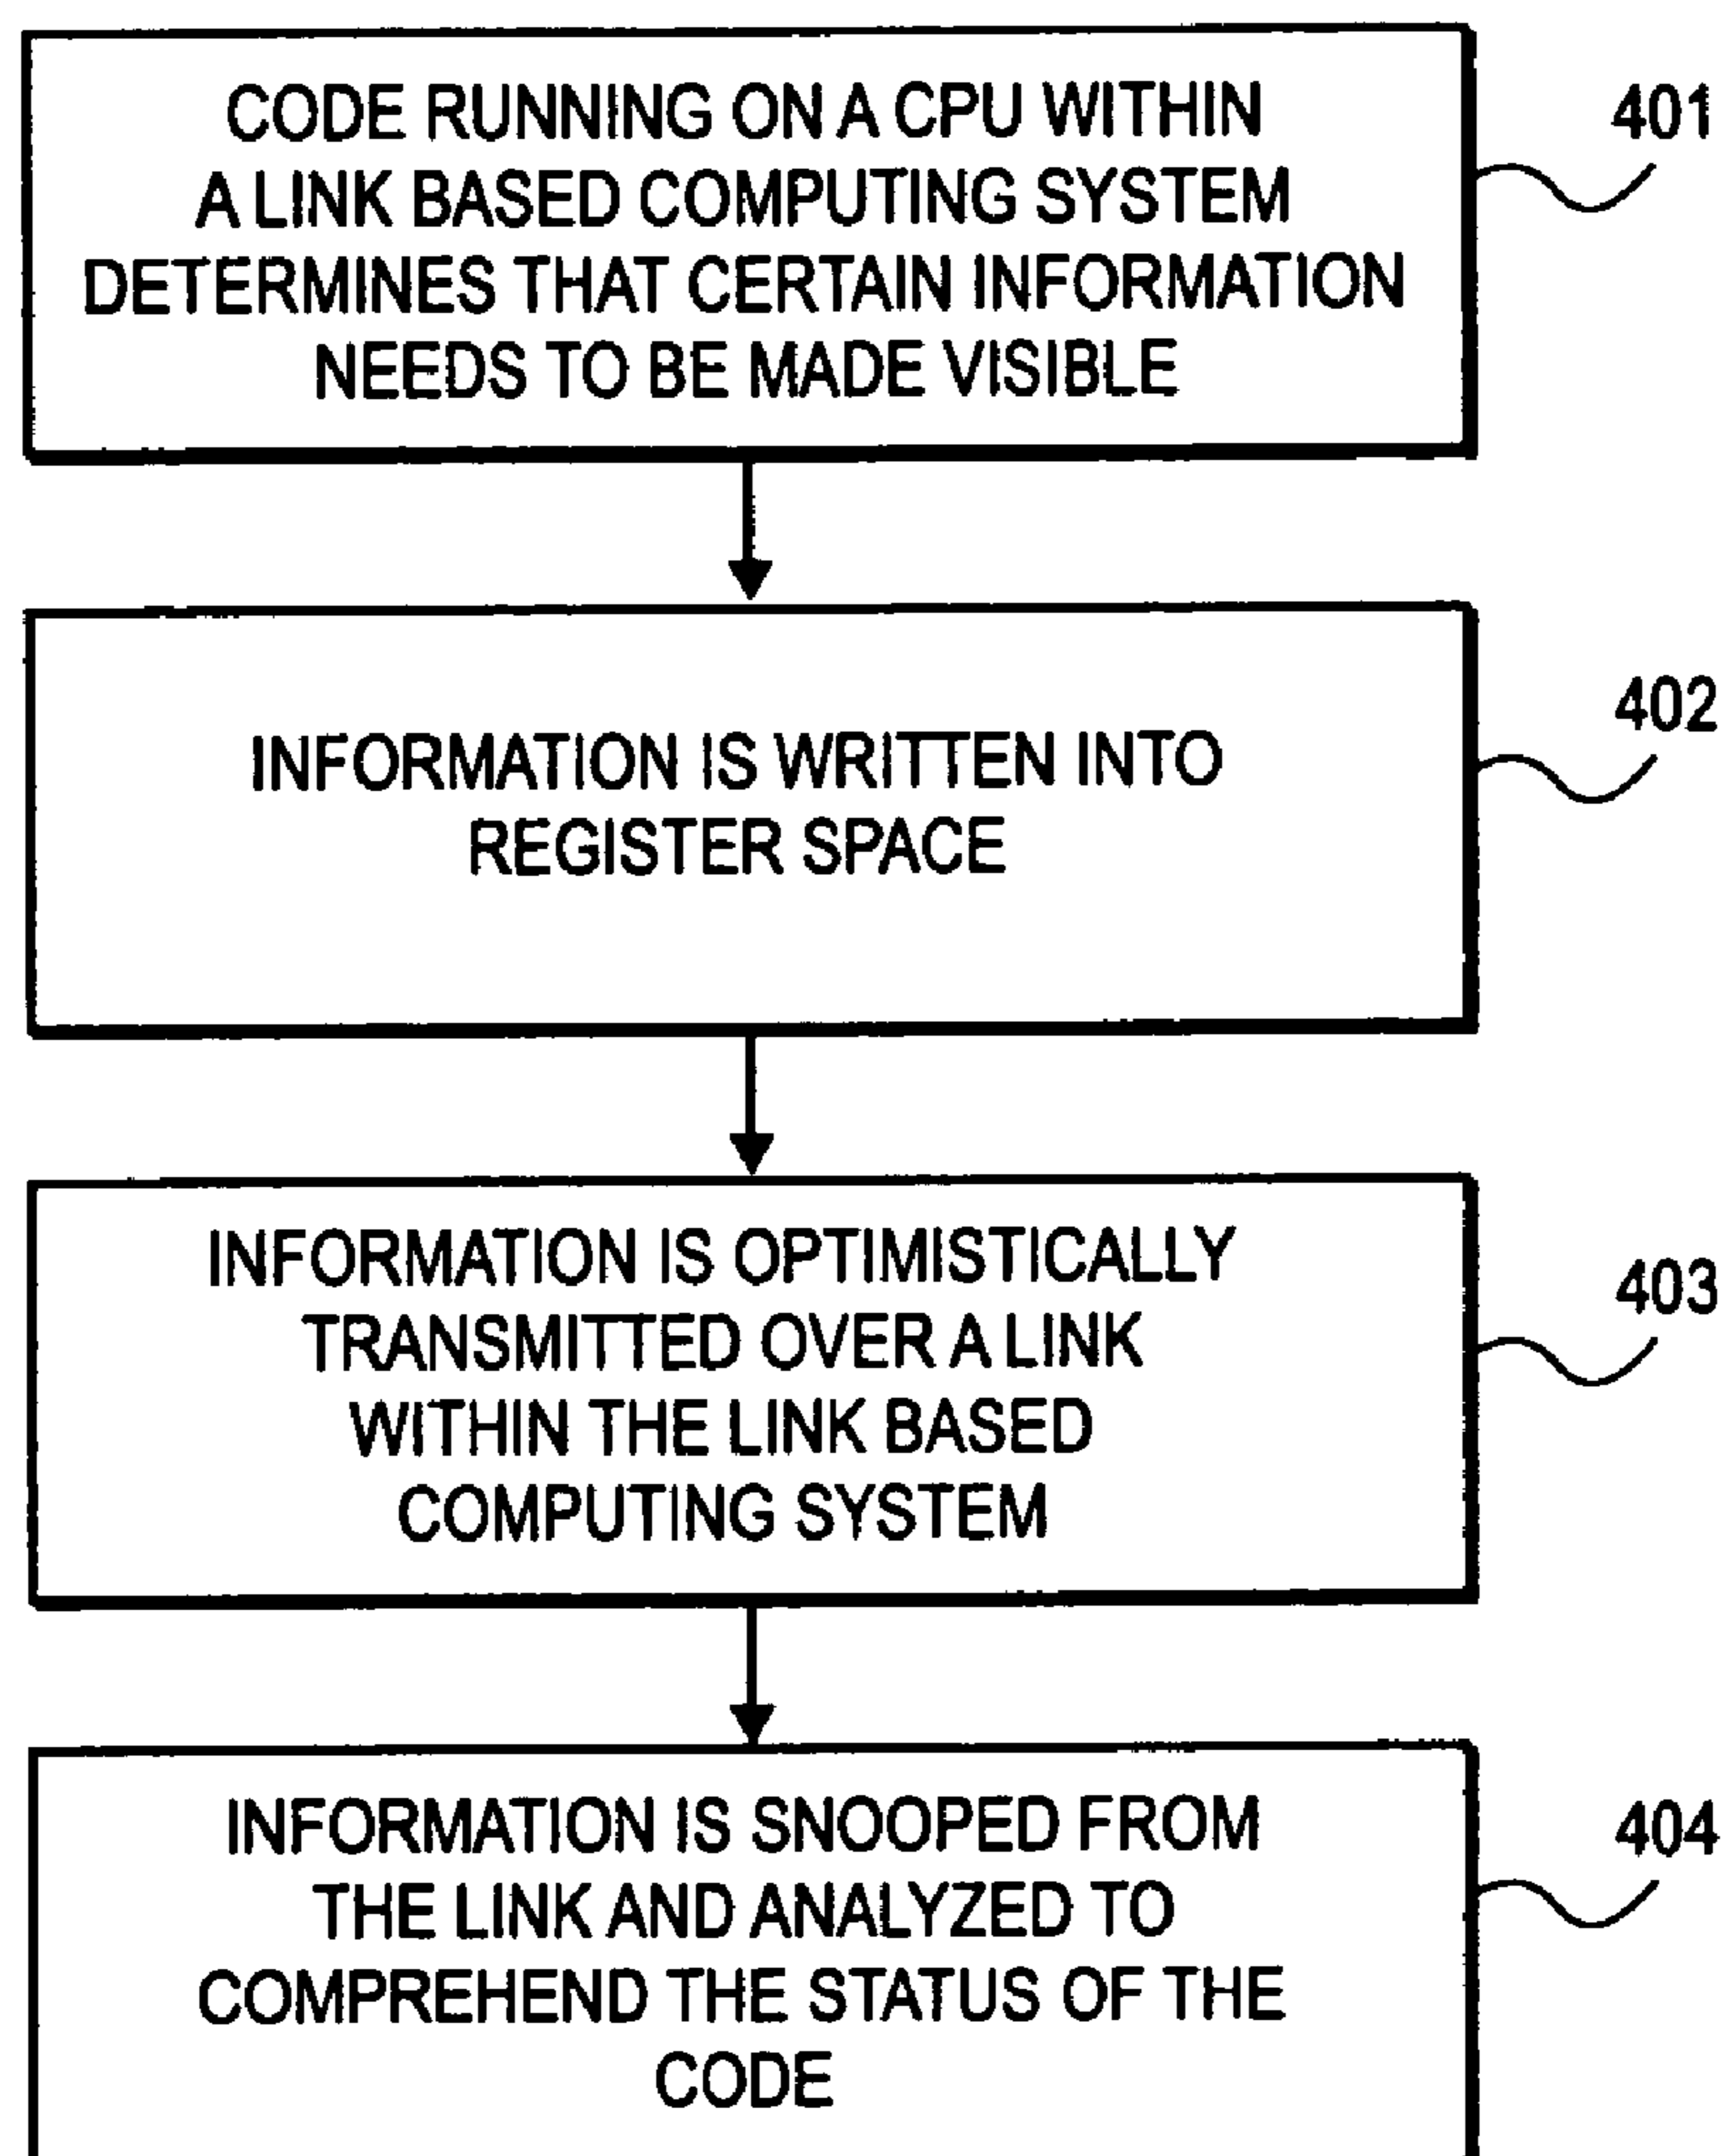 CODE RUNNING ON A CPU WITHIN
A LINK BASED COMPUTING SYSTEM
DETERMINES THAT CERTAIN INFORMATION
NEEDS TO BE MADE VISIBLE
401
INFORMATION IS WRITTEN INTO
REGISTER SPACE
402
INFORMATION IS OPTIMISTICALLY
TRANSMITTED OVER A LINK
WITHIN THE LINK BASED
COMPUTING SYSTEM
403
INFORMATION IS SNOOPED FROM
THE LINK AND ANALYZED TO
COMPREHEND THE STATUS OF THE
CODE
404